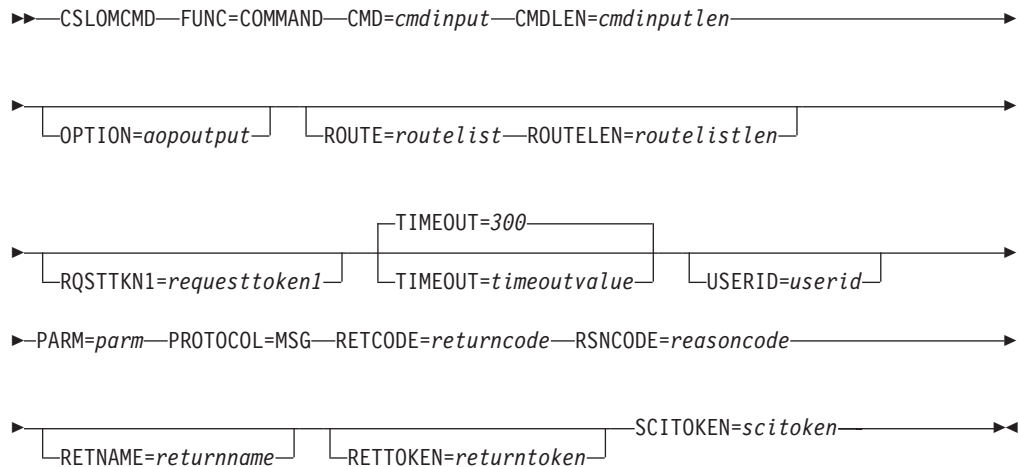 CSLOMCMD FUNC=COMMAND CMD=cmdinput CMDLEN=cmdinputlen
OPTION=aopoutput ROUTE=routelist ROUTELEN=routelistlen
TIMEOUT=300
RQSTTKN1=requesttoken1 TIMEOUT=timeoutvalue USERID=userid
PARM=parm PROTOCOL=MSG RETCODE=returncode RSNCODE=reasoncode
SCITOKEN=scitoken
RETNAME=returnname RETTOKEN=returntoken